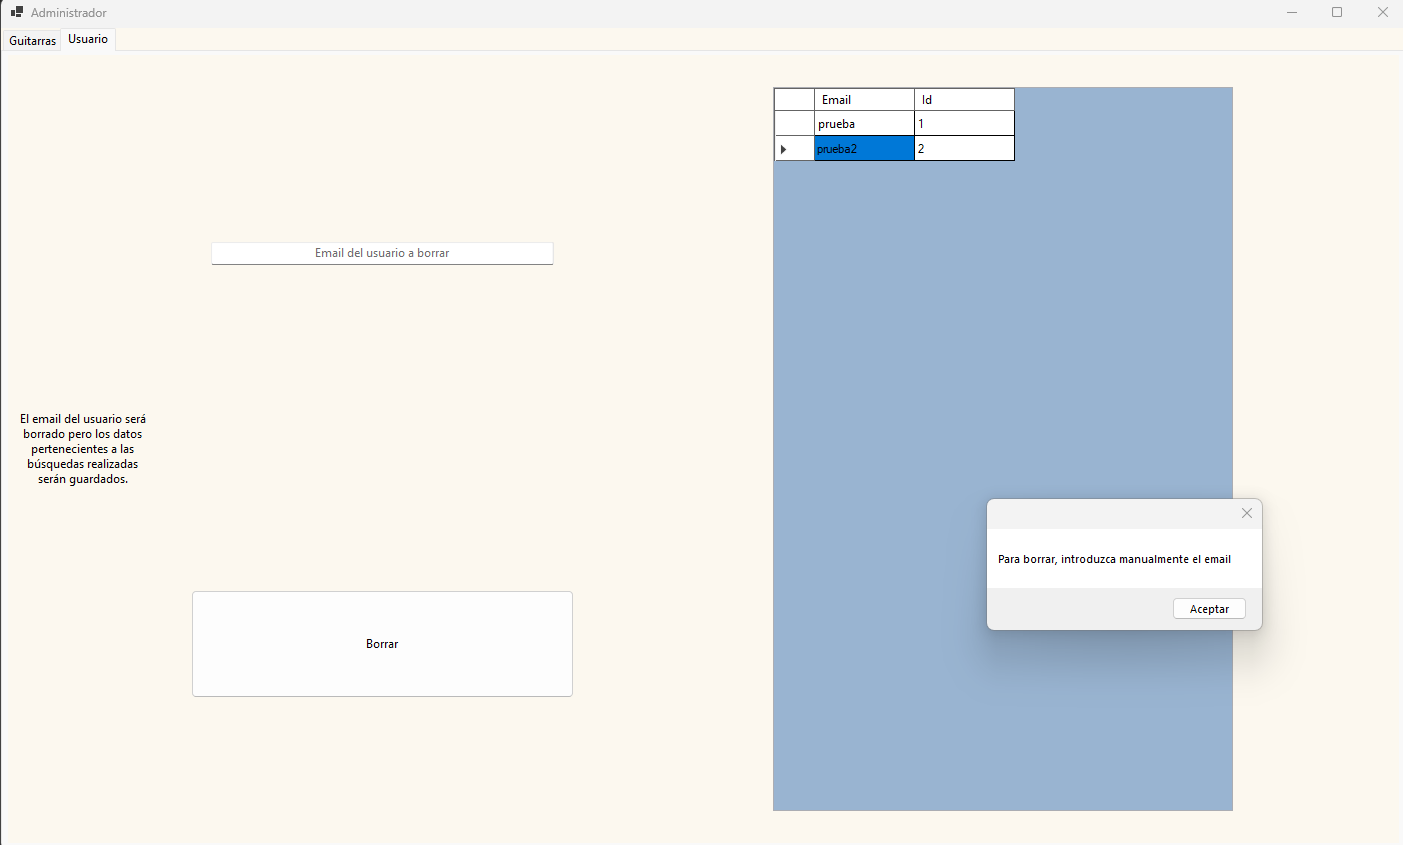 Administrador
Guitarras Usuario
Email Id
prueba 1
prueba2 2
Email del usuario a borrar
El email del usuario será
borrado pero los datos
pertenecientes a las
búsquedas realizadas
serán guardados.
Para borrar, introduzca manualmente el email
Aceptar
Borrar